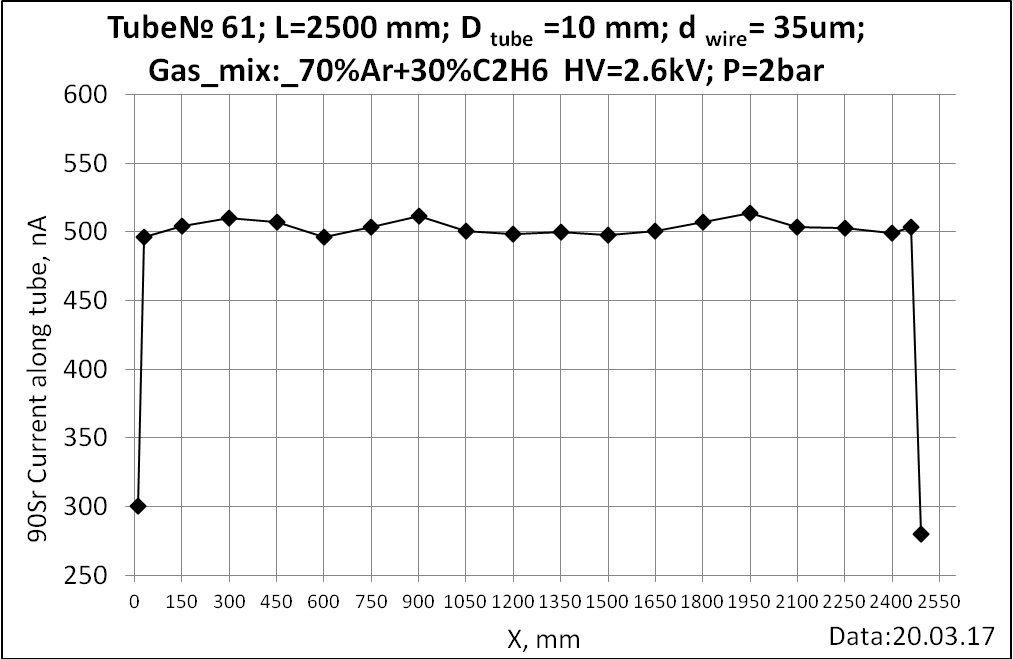 Tube№ 61; L=2500 mm; D tube =10 mm; d wire= 35um;
Gas_mix:_70%Ar+30%C2H6 HV=2.6kV; P=2bar
600
550
500
450
400
350
300
250
90Sr Current along tube, nA
0 150 300 450 600 750 900 1050 1200 1350 1500 1650 1800 1950 2100 2250 2400 2550
X, mm
Data:20.03.17